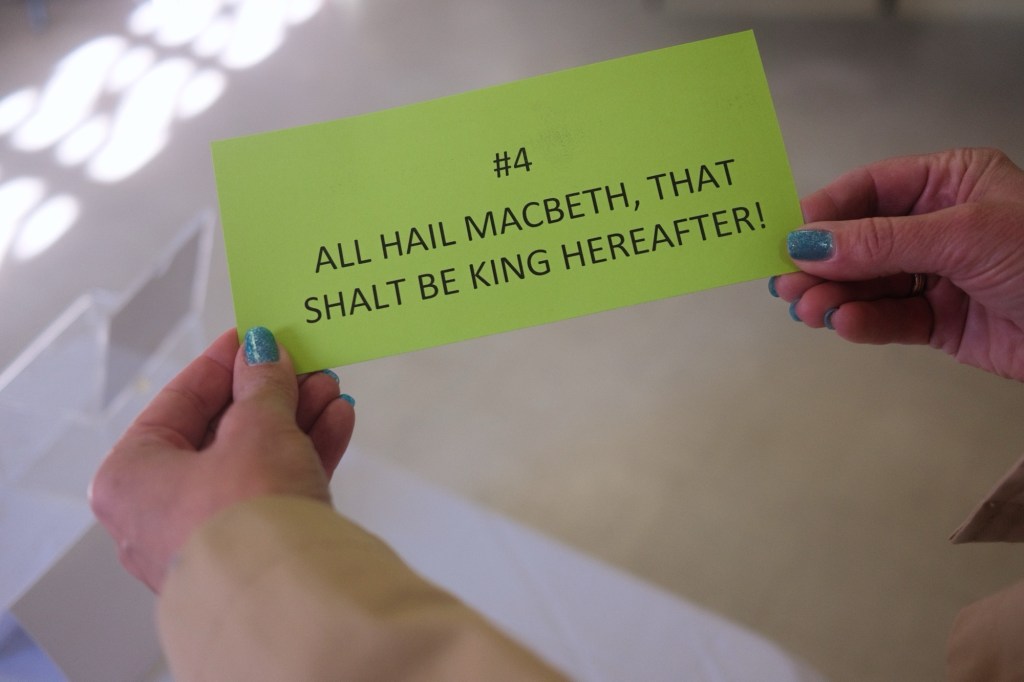 #4
ALL HAIL MACBETH, THAT
SHALT BE KING HEREAFTER!